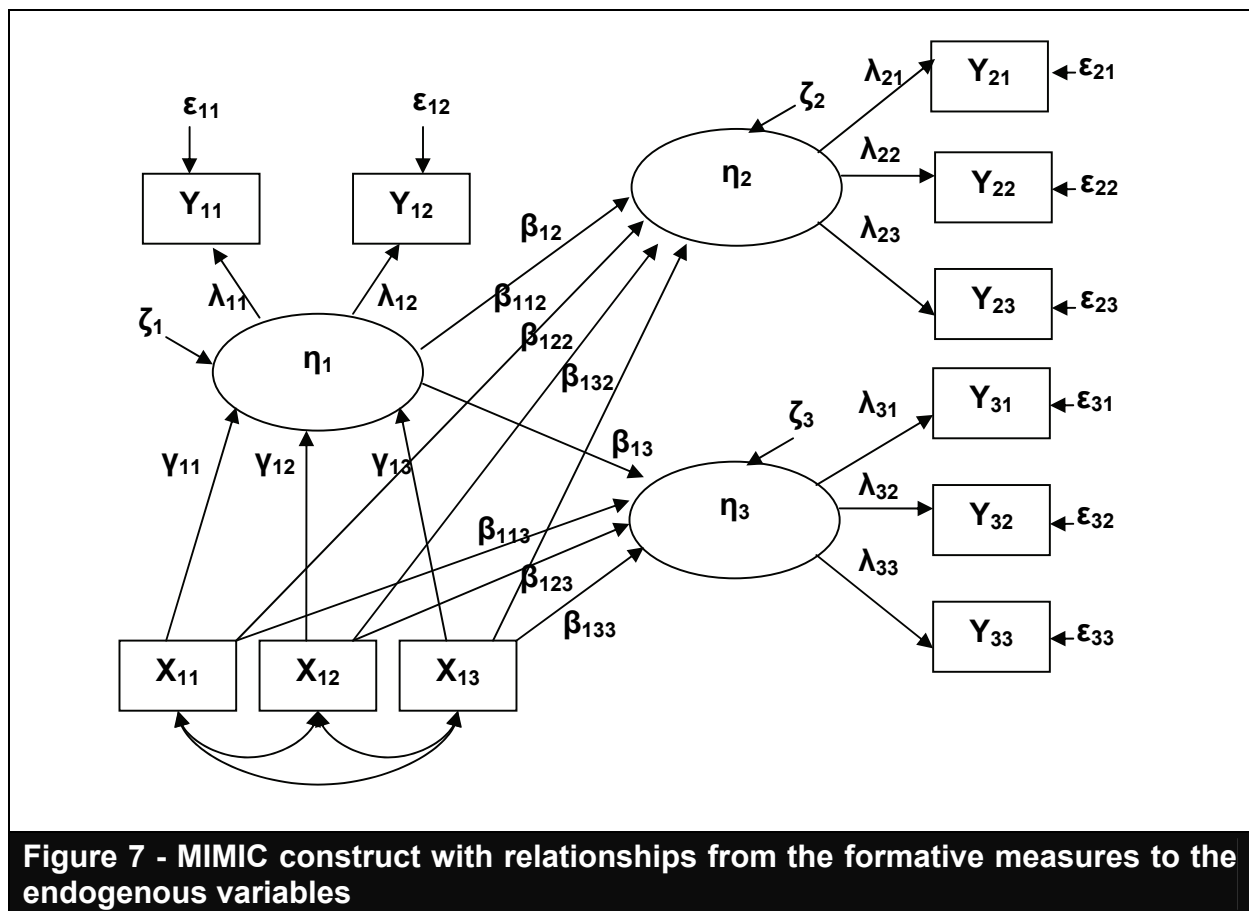 λ₂₁
Y₂₁
ε₂₁
ε₁₁
ε₁₂
ζ₂
λ₂₂
Y₂₂
ε₂₂
η₂
Y₁₁
Y₁₂
β₁₂
λ₂₃
Y₂₃
ε₂₃
λ₁₁
λ₁₂
β₁₁₂
ζ₁
β₁₂₂
η₁
β₁₃₂
λ₃₁
Y₃₁
ε₃₁
ζ₃
β₁₃
γ₁₁
γ₁₂
γ₁₃
λ₃₂
Y₃₂
ε₃₂
η₃
β₁₁₃
β₁₂₃
λ₃₃
β₁₃₃
Y₃₃
ε₃₃
X₁₁
X₁₂
X₁₃
Figure 7 - MIMIC construct with relationships from the formative measures to the
endogenous variables